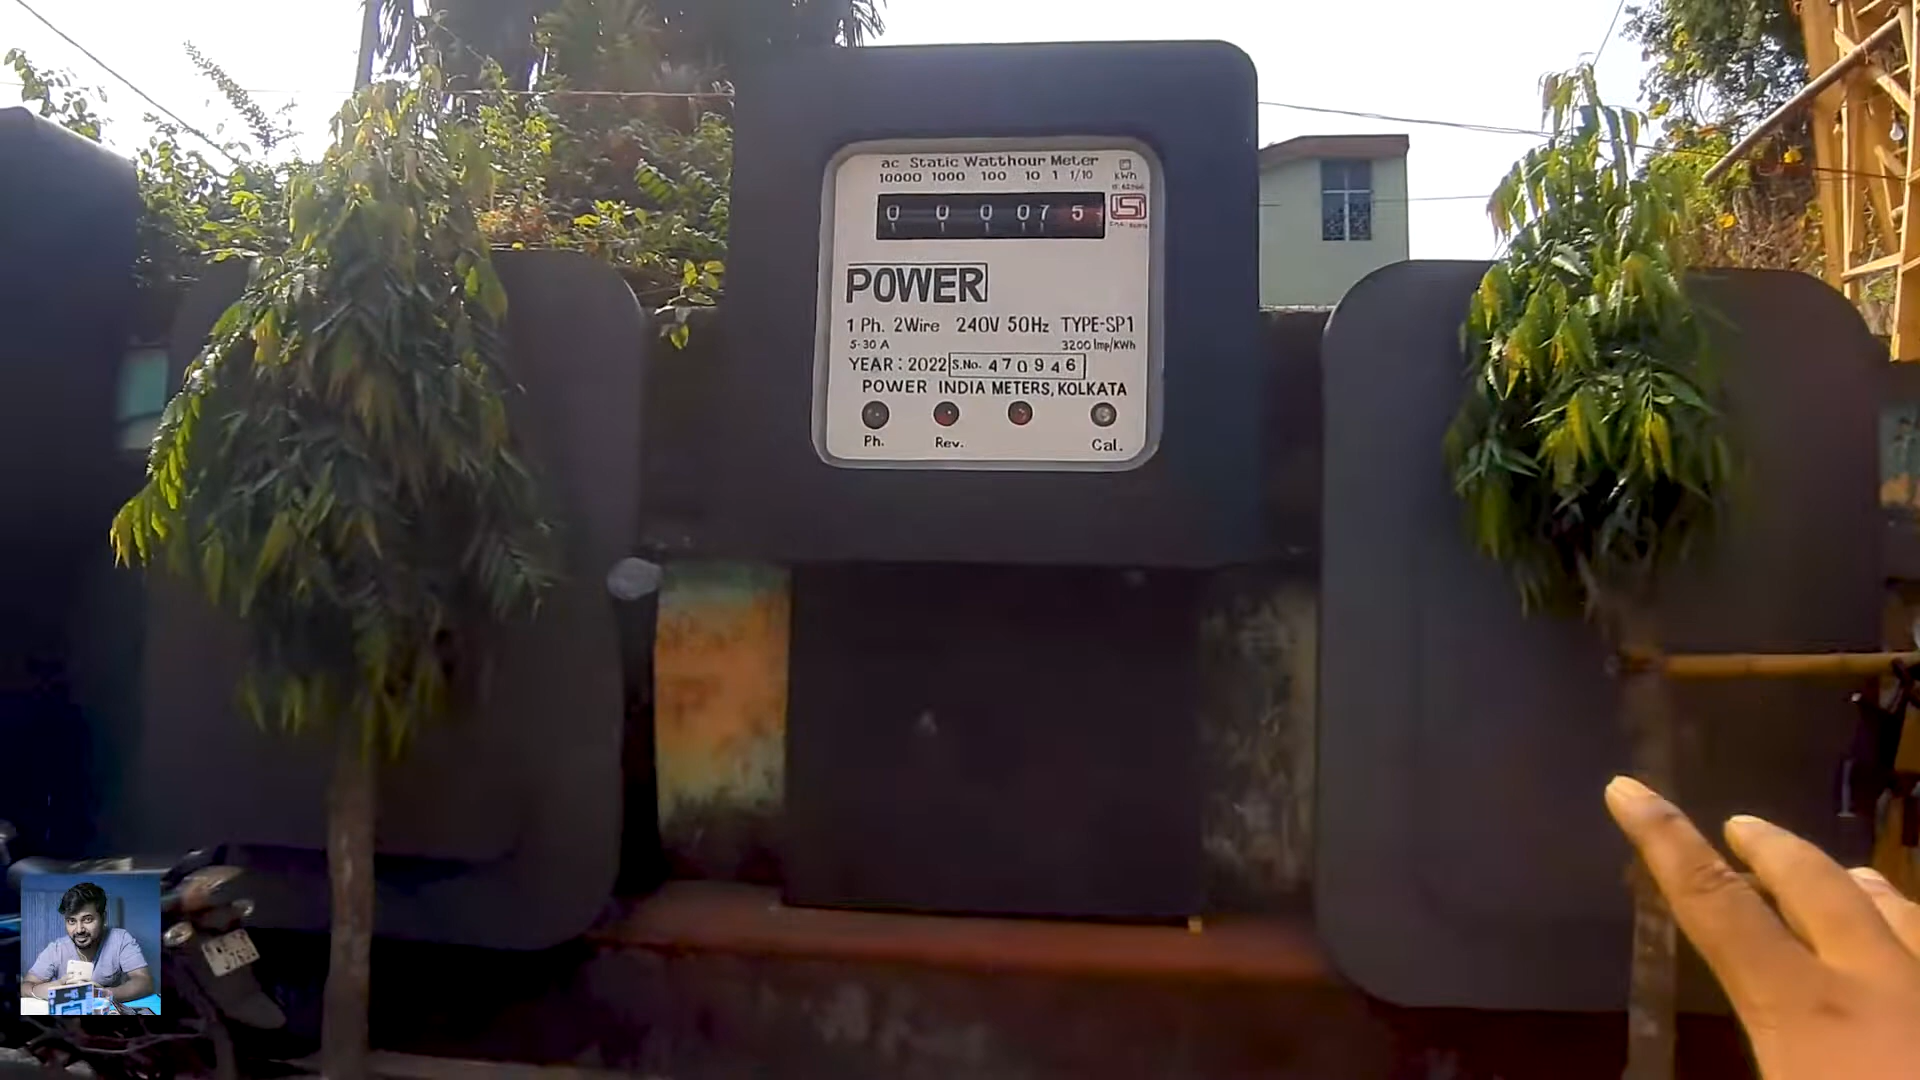 ac Static Watthour Meter
10000 1000 100 10 1 1/10
kWh
0 0 0 0 7 5
POWER
1 Ph. 2 Wire 240V 50Hz TYPE-SP1
5-30 A 3200 Imp/kWh
YEAR : 2022 S.No. 470946
POWER INDIA METERS, KOLKATA
Ph. Rev. Cal.